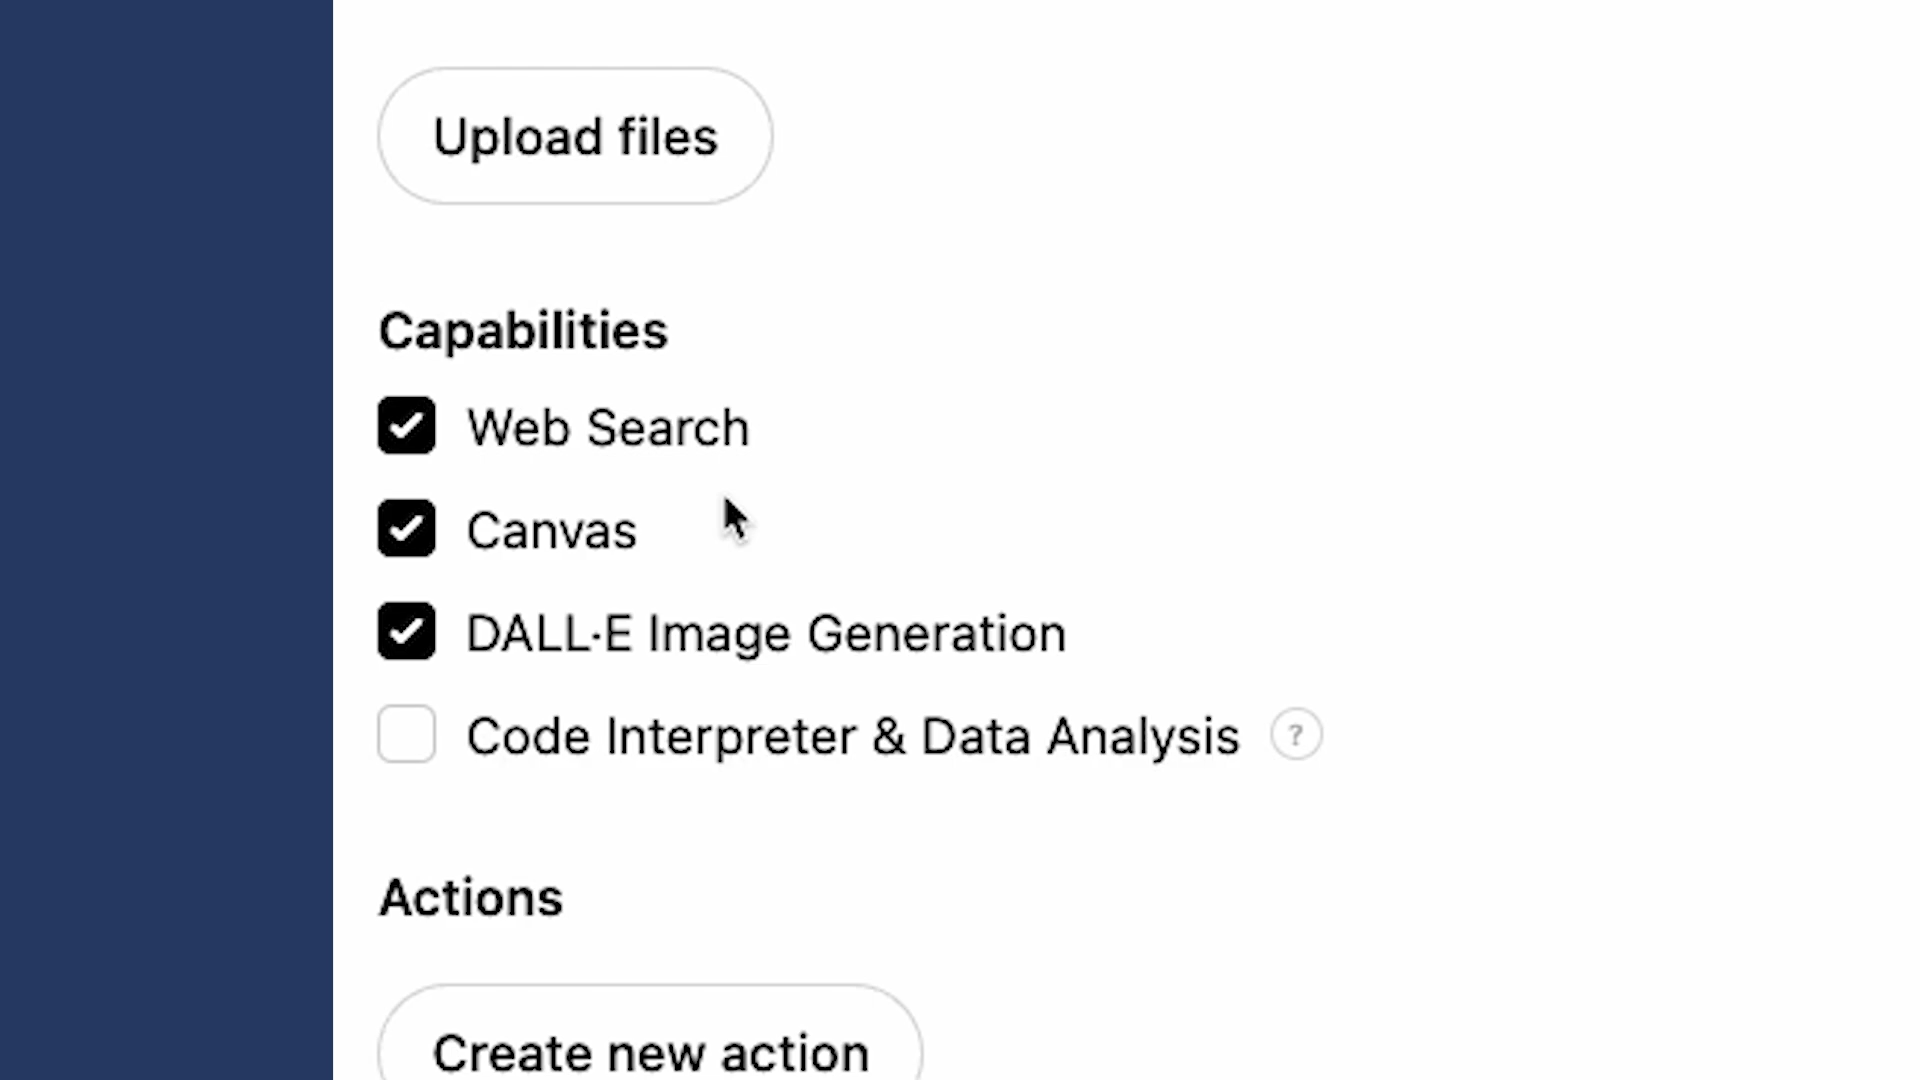 Upload files
Capabilities
Web Search
Canvas
DALL·E Image Generation
Code Interpreter & Data Analysis ?
Actions
Create new action